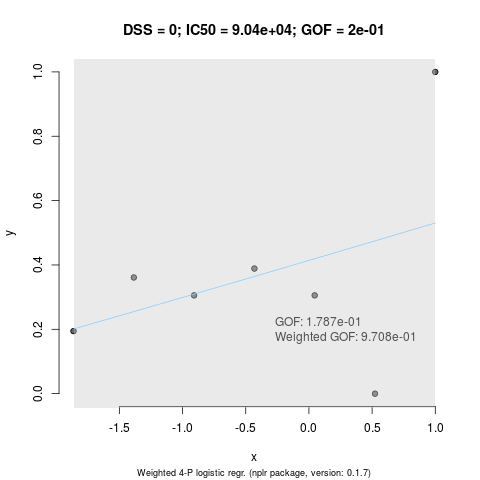 DSS = 0; IC50 = 9.04e+04; GOF = 2e-01
1.0
0.8
0.6
0.4
0.2
0.0
y
GOF: 1.787e-01
Weighted GOF: 9.708e-01
-1.5 -1.0 -0.5 0.0 0.5 1.0
x
Weighted 4-P logistic regr. (nplr package, version: 0.1.7)